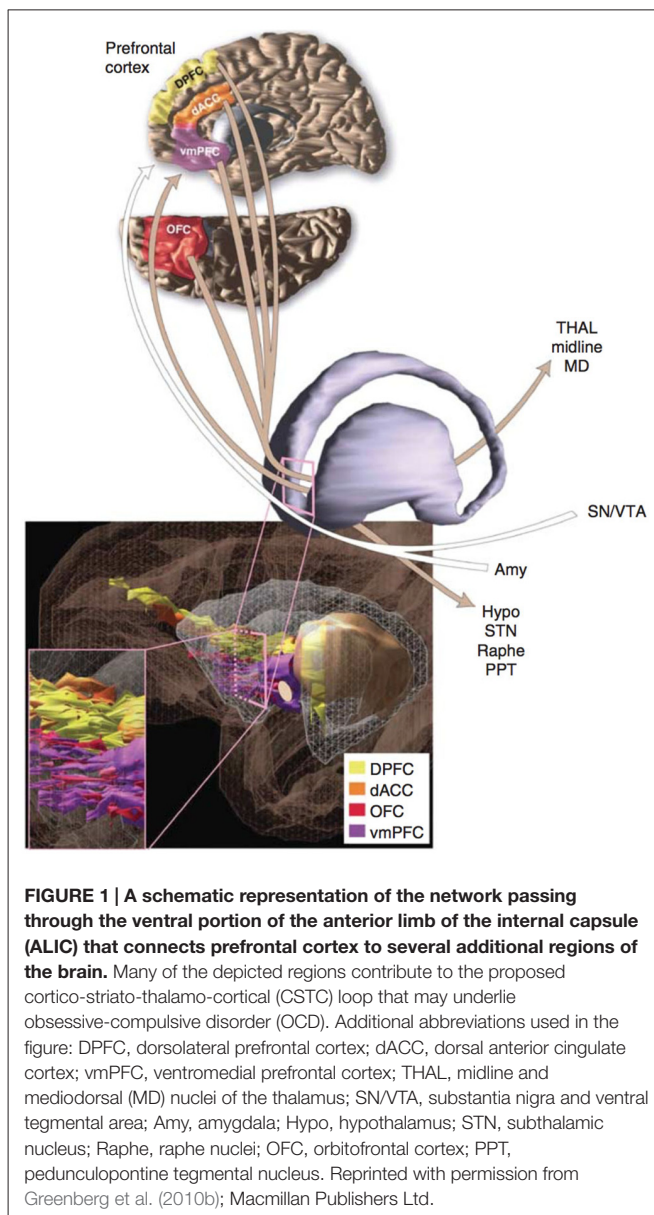 Prefrontal
cortex
DPFC
dACC
vmPFC
OFC
THAL
midline
MD
SN/VTA
Amy
Hypo
STN
Raphe
PPT
DPFC
dACC
OFC
vmPFC
FIGURE 1 | A schematic representation of the network passing
through the ventral portion of the anterior limb of the internal capsule
(ALIC) that connects prefrontal cortex to several additional regions of
the brain. Many of the depicted regions contribute to the proposed
cortico-striato-thalamo-cortical (CSTC) loop that may underlie
obsessive-compulsive disorder (OCD). Additional abbreviations used in the
figure: DPFC, dorsolateral prefrontal cortex; dACC, dorsal anterior cingulate
cortex; vmPFC, ventromedial prefrontal cortex; THAL, midline and
mediodorsal (MD) nuclei of the thalamus; SN/VTA, substantia nigra and ventral
tegmental area; Amy, amygdala; Hypo, hypothalamus; STN, subthalamic
nucleus; Raphe, raphe nuclei; OFC, orbitofrontal cortex; PPT,
pedunculopontine tegmental nucleus. Reprinted with permission from
Greenberg et al. (2010b); Macmillan Publishers Ltd.